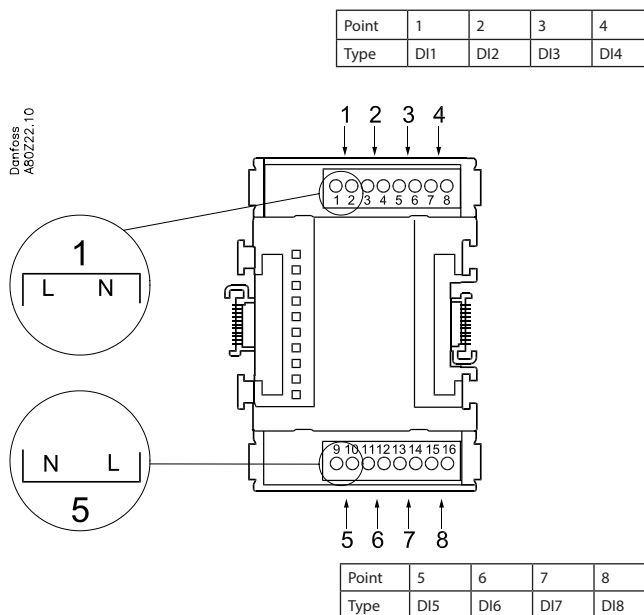 Point 1 2 3 4
Type DI1 DI2 DI3 DI4
Danfoss
A80Z22.10
1 2 3 4
1 2 3 4 5 6 7 8
1
L N
9 10 11 12 13 14 15 16
N L
5
5 6 7 8
Point 5 6 7 8
Type DI5 DI6 DI7 DI8